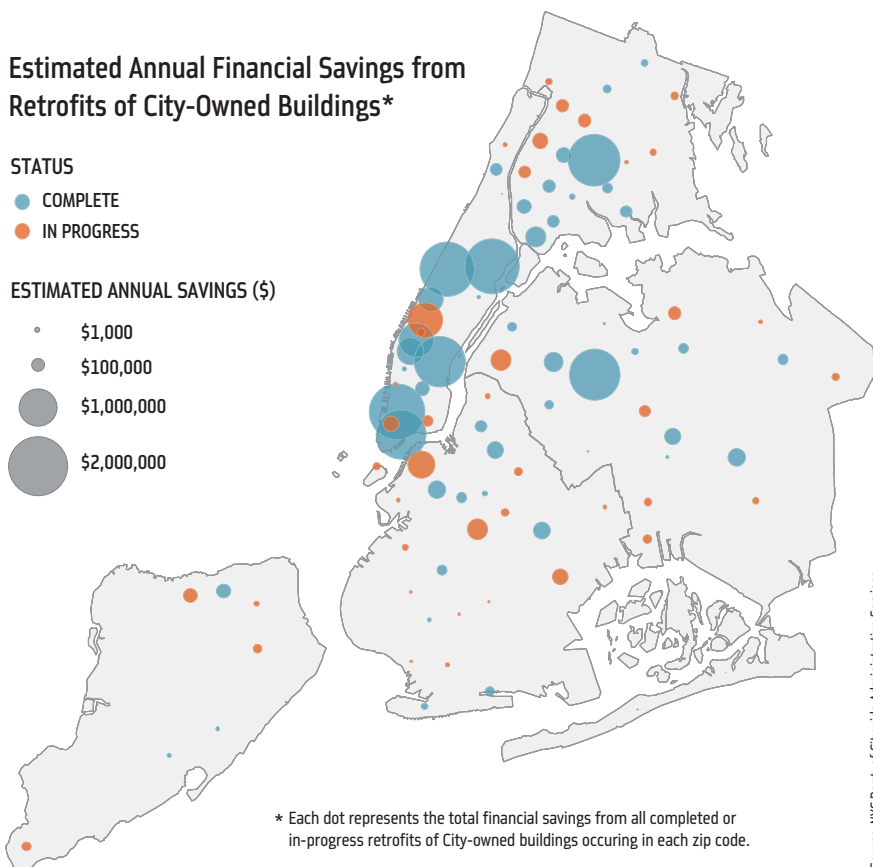 Estimated Annual Financial Savings from
Retrofits of City-Owned Buildings*
STATUS
COMPLETE
IN PROGRESS
ESTIMATED ANNUAL SAVINGS ($)
$1,000
$100,000
$1,000,000
$2,000,000
* Each dot represents the total financial savings from all completed or
in-progress retrofits of City-owned buildings occuring in each zip code.